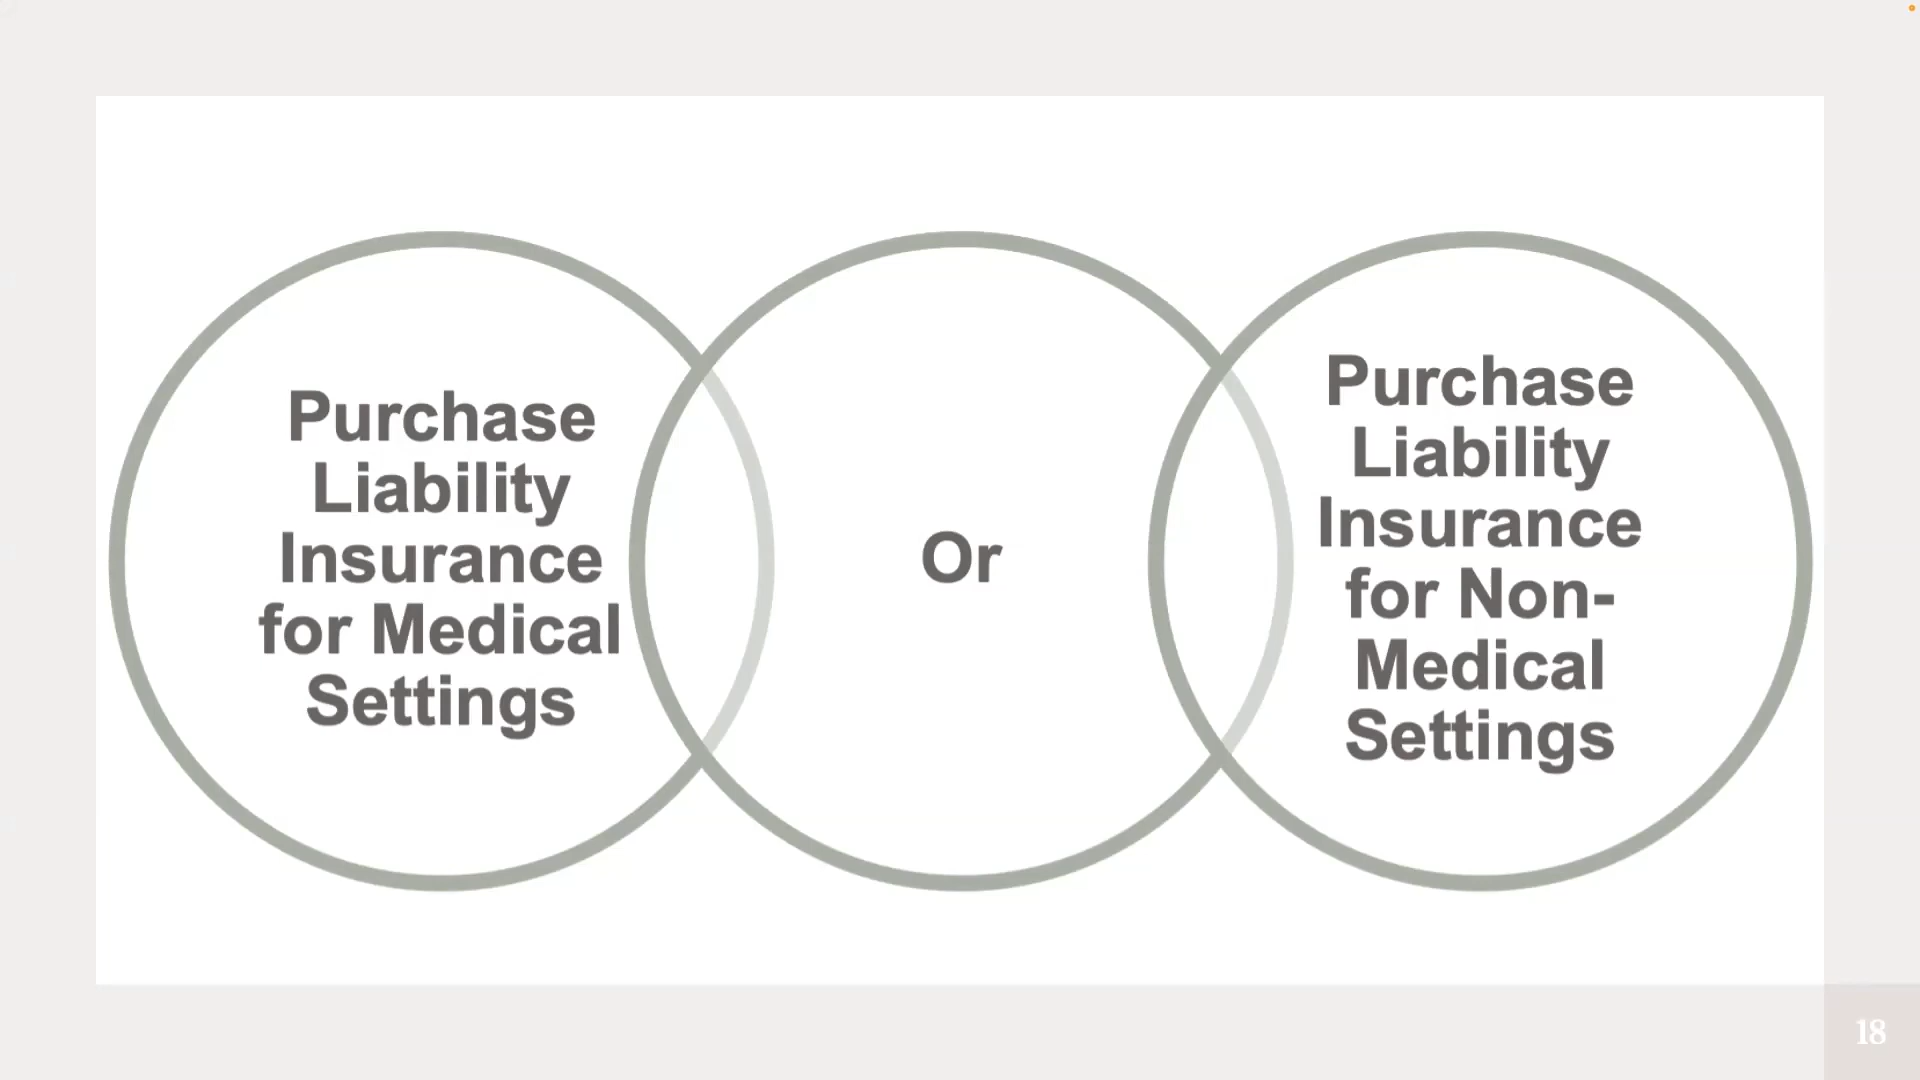 Purchase
Liability
Insurance
for Medical
Settings
Or
Purchase
Liability
Insurance
for Non-
Medical
Settings
18